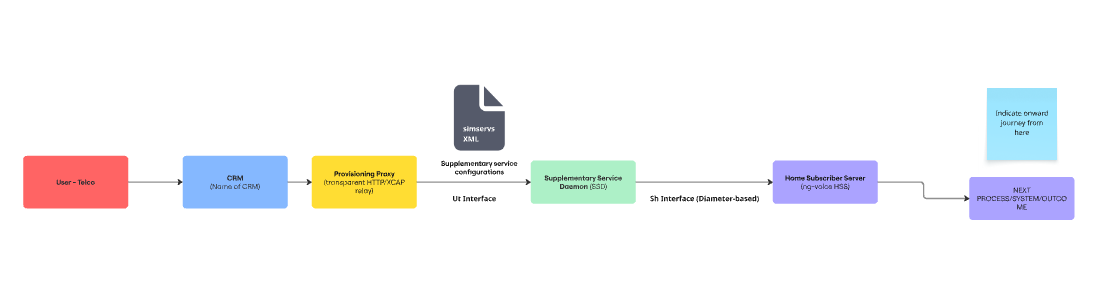 User - Telco
CRM
(Name of CRM)
Provisioning Proxy
(transparent HTTP/XCAP
relay)
simservs
XML
Supplementary service
configurations
Ut Interface
Supplementary Service
Daemon (SSD)
Sh Interface (Diameter-based)
Home Subscriber Server
(ng-voice HSS)
Indicate onward
journey from
here
NEXT
PROCESS/SYSTEM/OUTCO
ME